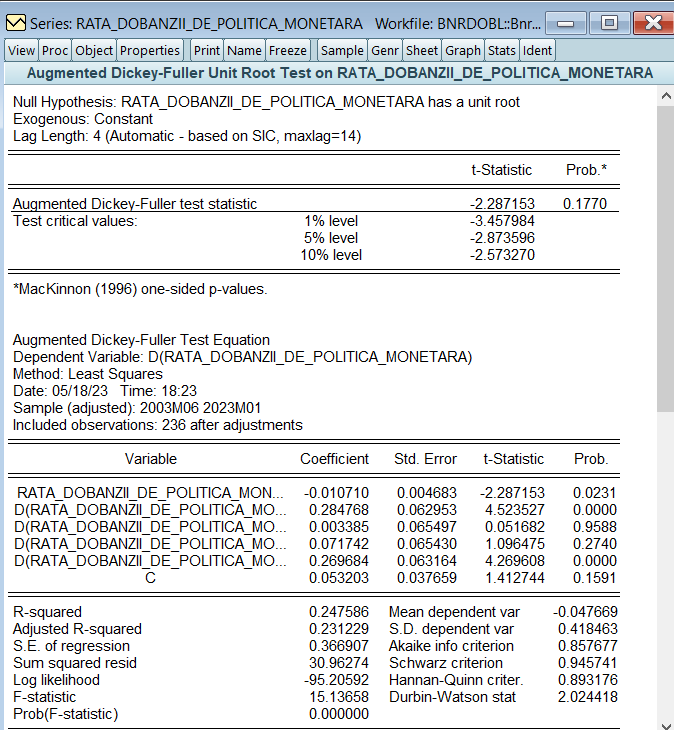 Series: RATA_DOBANZII_DE_POLITICA_MONETARA Workfile: BNRDOBL::Bnr...
View Proc Object Properties Print Name Freeze Sample Genr Sheet Graph Stats Ident
Augmented Dickey-Fuller Unit Root Test on RATA_DOBANZII_DE_POLITICA_MONETARA
Null Hypothesis: RATA_DOBANZII_DE_POLITICA_MONETARA has a unit root
Exogenous: Constant
Lag Length: 4 (Automatic - based on SIC, maxlag=14)
t-Statistic Prob.*
Augmented Dickey-Fuller test statistic -2.287153 0.1770
Test critical values: 1% level -3.457984
5% level -2.873596
10% level -2.573270
*MacKinnon (1996) one-sided p-values.
Augmented Dickey-Fuller Test Equation
Dependent Variable: D(RATA_DOBANZII_DE_POLITICA_MONETARA)
Method: Least Squares
Date: 05/18/23 Time: 18:23
Sample (adjusted): 2003M06 2023M01
Included observations: 236 after adjustments
Variable Coefficient Std. Error t-Statistic Prob.
RATA_DOBANZII_DE_POLITICA_MON... -0.010710 0.004683 -2.287153 0.0231
D(RATA_DOBANZII_DE_POLITICA_MO... 0.284768 0.062953 4.523527 0.0000
D(RATA_DOBANZII_DE_POLITICA_MO... 0.003385 0.065497 0.051682 0.9588
D(RATA_DOBANZII_DE_POLITICA_MO... 0.071742 0.065430 1.096475 0.2740
D(RATA_DOBANZII_DE_POLITICA_MO... 0.269684 0.063164 4.269608 0.0000
C 0.053203 0.037659 1.412744 0.1591
R-squared 0.247586 Mean dependent var -0.047669
Adjusted R-squared 0.231229 S.D. dependent var 0.418463
S.E. of regression 0.366907 Akaike info criterion 0.857677
Sum squared resid 30.96274 Schwarz criterion 0.945741
Log likelihood -95.20592 Hannan-Quinn criter. 0.893176
F-statistic 15.13658 Durbin-Watson stat 2.024418
Prob(F-statistic) 0.000000